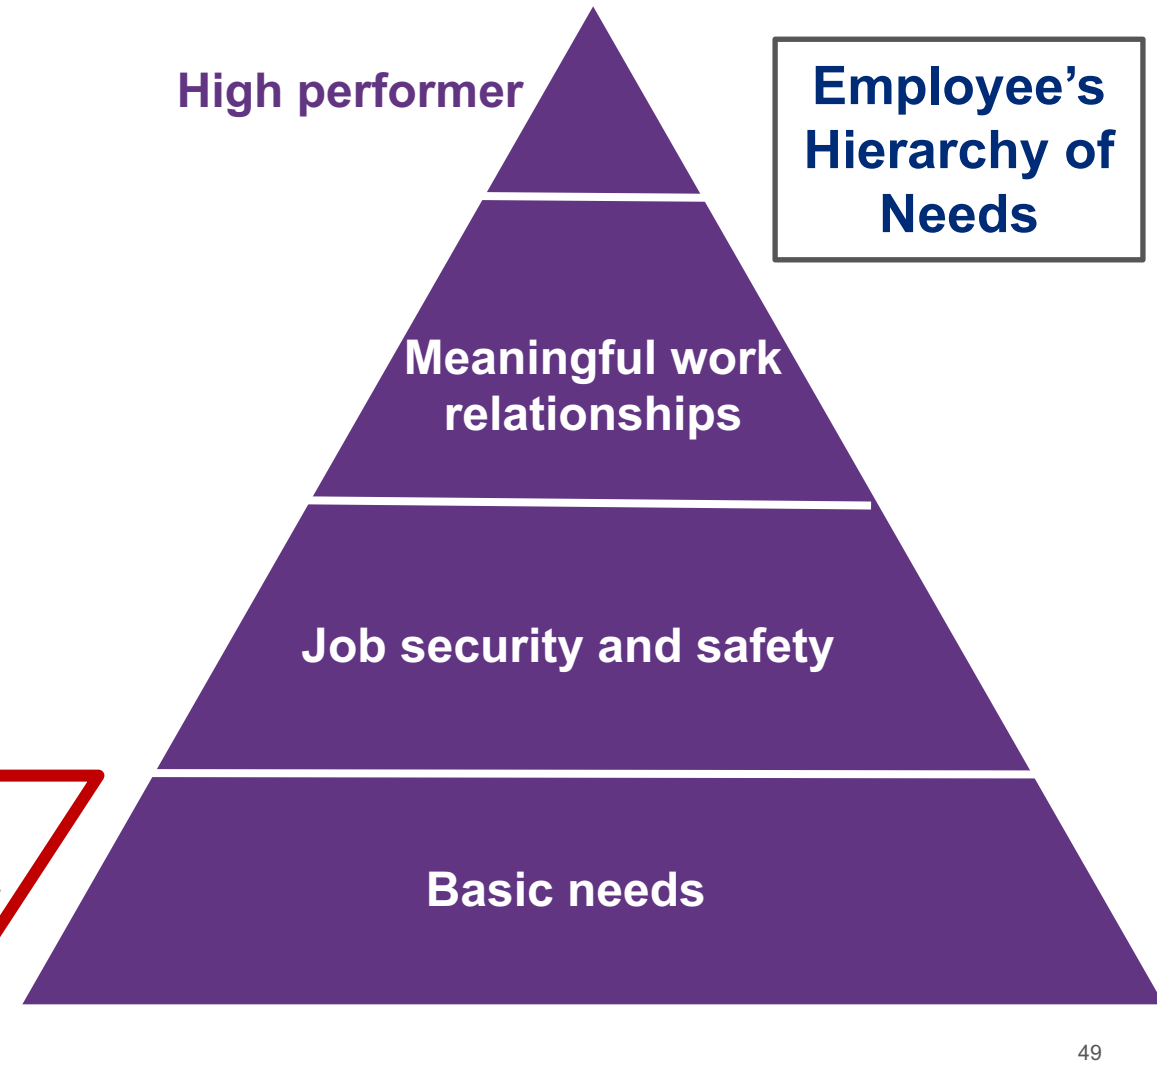 High performer
Employee’s
Hierarchy of
Needs
Meaningful work
relationships
Job security and safety
Basic needs
49